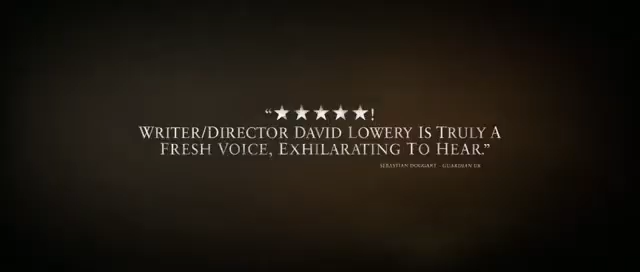 "★★★★★!
WRITER/DIRECTOR DAVID LOWERY IS TRULY A
FRESH VOICE, EXHILARATING TO HEAR."
SEBASTIAN DOGGART - GUARDIAN UK